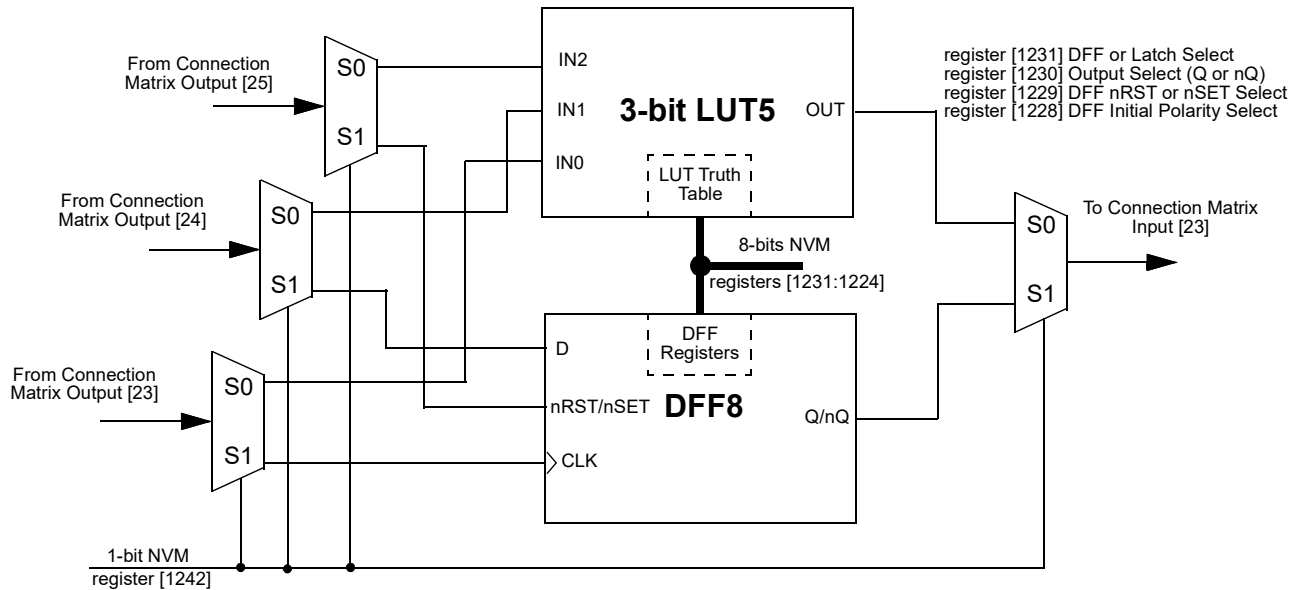 From Connection
Matrix Output [25]
S0
S1
IN2
IN1
IN0
3-bit LUT5
OUT
LUT Truth
Table
register [1231] DFF or Latch Select
register [1230] Output Select (Q or nQ)
register [1229] DFF nRST or nSET Select
register [1228] DFF Initial Polarity Select
From Connection
Matrix Output [24]
S0
S1
8-bits NVM
registers [1231:1224]
S0
S1
To Connection Matrix
Input [23]
From Connection
Matrix Output [23]
S0
S1
D
nRST/nSET
CLK
DFF
Registers
DFF8
Q/nQ
1-bit NVM
register [1242]